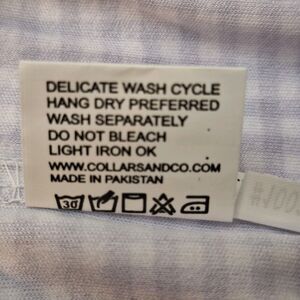 DELICATE WASH CYCLE
HANG DRY PREFERRED
WASH SEPARATELY
DO NOT BLEACH
LIGHT IRON OK
WWW.COLLARSANDCO.COM
MADE IN PAKISTAN
30